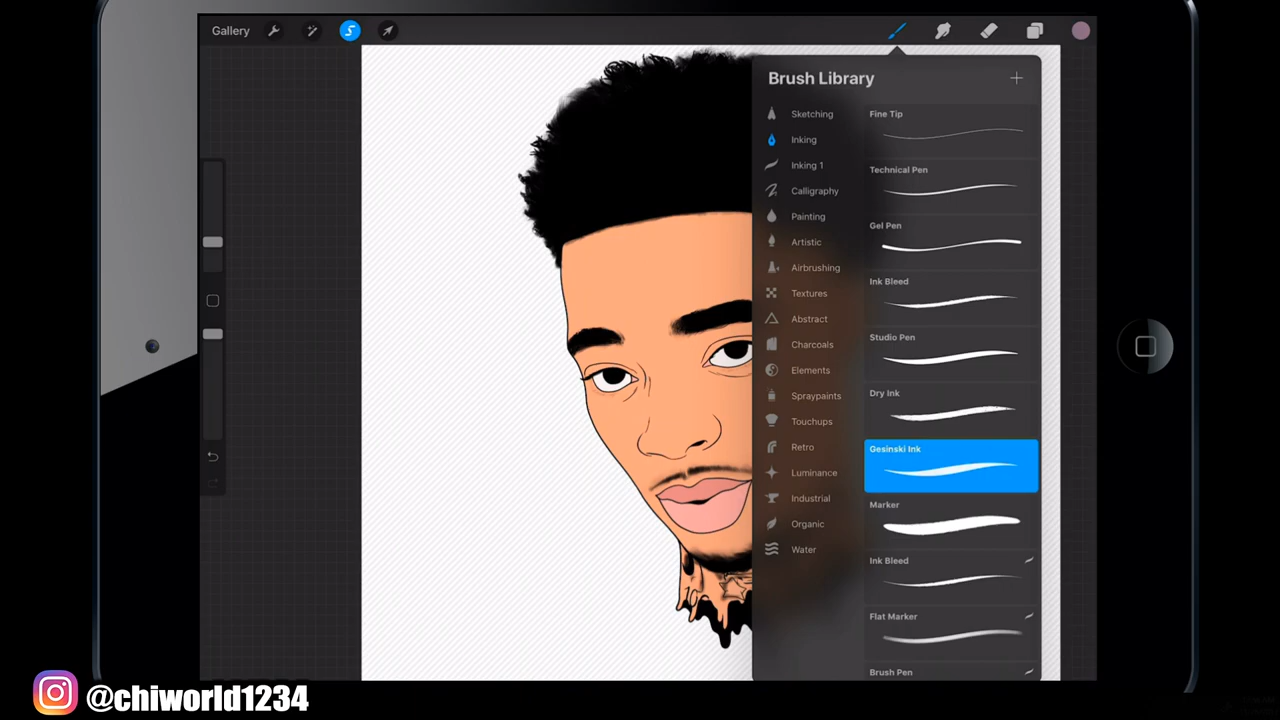 Gallery
Brush Library
Sketching
Inking
Inking 1
Calligraphy
Painting
Artistic
Airbrushing
Textures
Abstract
Charcoals
Elements
Spraypaints
Touchups
Retro
Luminance
Industrial
Organic
Water
Fine Tip
Technical Pen
Gel Pen
Ink Bleed
Studio Pen
Dry Ink
Gesinski Ink
Marker
Ink Bleed
Flat Marker
Brush Pen
@chiworld1234